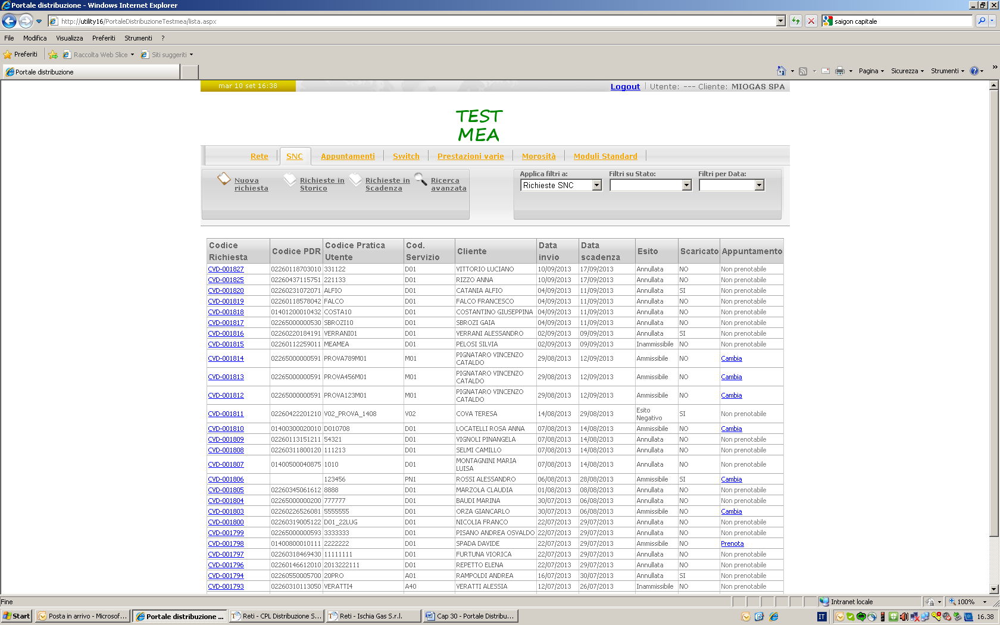 Portale distribuzione - Windows Internet Explorer
http://utility16/PortaleDistribuzioneTestmea/lista.aspx
saigon capitale
File Modifica Visualizza Preferiti Strumenti ?
Preferiti Raccolta Web Slice Siti suggeriti
Portale distribuzione
Pagina Sicurezza Strumenti
mar 10 set 16:38
Logout Utente: --- Cliente: MIOGAS SPA
TEST
MEA
Rete SNC Appuntamenti Switch Prestazioni varie Morosità Moduli Standard
Nuova richiesta
Richieste in Storico
Richieste in Scadenza
Ricerca avanzata
Applica filtri a: Filtri su Stato: Filtri per Data:
Richieste SNC
Codice Richiesta Codice PDR Codice Pratica Utente Cod. Servizio Cliente Data invio Data scadenza Esito Scaricato Appuntamento
CVD-001827 02260118703010 331122 D01 VITTORIO LUCIANO 10/09/2013 17/09/2013 Annullata NO Non prenotabile
CVD-001825 02260437115751 221133 D01 RIZZO ANNA 10/09/2013 17/09/2013 Annullata NO Non prenotabile
CVD-001820 02260231072071 ALFIO D01 CATANIA ALFIO 04/09/2013 11/09/2013 Annullata SI Non prenotabile
CVD-001819 02260118578042 FALCO D01 FALCO FRANCESCO 04/09/2013 11/09/2013 Annullata NO Non prenotabile
CVD-001818 01401200010432 COSTA10 D01 COSTANTINO GIUSEPPINA 04/09/2013 11/09/2013 Annullata NO Non prenotabile
CVD-001817 02265000000530 SBROZI10 D01 SBROZI GAIA 04/09/2013 11/09/2013 Annullata NO Non prenotabile
CVD-001816 02260220184191 VERRANI01 D01 VERRANI ALESSANDRO 02/09/2013 09/09/2013 Annullata SI Non prenotabile
CVD-001815 02260112259011 MEAMEA D01 PELOSI SILVIA 02/09/2013 09/09/2013 Inammissibile NO Non prenotabile
CVD-001814 02265000000591 PROVA789M01 M01 PIGNATARO VINCENZO CATALDO 29/08/2013 12/09/2013 Ammissibile NO Cambia
CVD-001813 02265000000591 PROVA456M01 M01 PIGNATARO VINCENZO CATALDO 29/08/2013 12/09/2013 Ammissibile NO Cambia
CVD-001812 02265000000591 PROVA123M01 M01 PIGNATARO VINCENZO CATALDO 29/08/2013 12/09/2013 Ammissibile NO Cambia
CVD-001811 02260422201210 V02_PROVA_1408 V02 COVA TERESA 14/08/2013 29/08/2013 Esito Negativo SI Non prenotabile
CVD-001810 01400300020010 D010708 D01 LOCATELLI ROSA ANNA 07/08/2013 14/08/2013 Ammissibile NO Cambia
CVD-001809 02260113151211 54321 D01 VIGNOLI PINANGELA 07/08/2013 14/08/2013 Annullata NO Non prenotabile
CVD-001808 02260311800120 111213 D01 SELMI CAMILLO 07/08/2013 14/08/2013 Annullata NO Non prenotabile
CVD-001807 01400500040875 1010 D01 MONTAGNINI MARIA LUISA 07/08/2013 14/08/2013 Annullata NO Non prenotabile
CVD-001806 123456 PN1 ROSSI ALESSANDRO 06/08/2013 28/08/2013 Ammissibile SI Cambia
CVD-001805 02260345061612 8888 D01 MARZOLA CLAUDIA 01/08/2013 08/08/2013 Annullata NO Non prenotabile
CVD-001804 02265000000200 777777 D01 BAUDI MARINA 30/07/2013 06/08/2013 Annullata NO Non prenotabile
CVD-001803 02260226526081 5555555 D01 ORZA GIANCARLO 30/07/2013 06/08/2013 Ammissibile NO Cambia
CVD-001800 02260319005122 D01_22LUG D01 NICOLIA FRANCO 22/07/2013 29/07/2013 Annullata NO Non prenotabile
CVD-001799 02265000000593 3333333 D01 PISANO ANDREA OSVALDO 22/07/2013 29/07/2013 Annullata NO Non prenotabile
CVD-001798 01400800010111 2222222 D01 SPADA DAVIDE 22/07/2013 29/07/2013 Ammissibile NO Prenota
CVD-001797 02260318469430 11111111 D01 FURTUNA VIORICA 22/07/2013 29/07/2013 Annullata NO Non prenotabile
CVD-001796 02260146612010 2013222111 D01 REPETTO ELENA 22/07/2013 29/07/2013 Annullata NO Non prenotabile
CVD-001794 02260550005700 20PRO A01 RAMPOLDI ANDREA 16/07/2013 30/07/2013 Annullata SI Non prenotabile
CVD-001793 02260310113050 VERATTI4 A40 VERATTI ALESSIA 12/07/2013 26/07/2013 Inammissibile NO Non prenotabile
Fine Intranet locale 100%
Start Posta in arrivo - Microsof... Portale distribuzione ... Reti - CPL Distribuzione S... Reti - Ischia Gas S.r.l. Cap 30 - Portale Distribu... IT 16.38